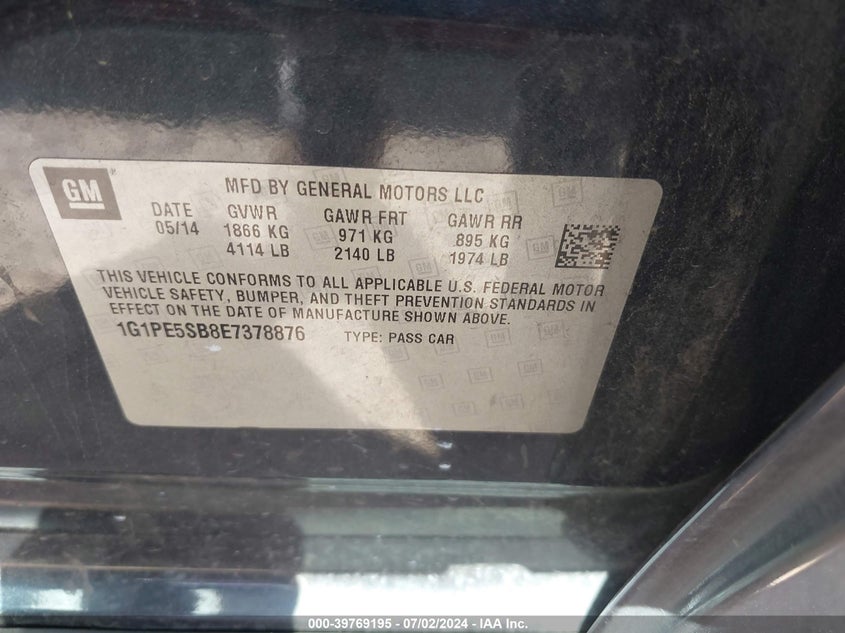 GM
MFD BY GENERAL MOTORS LLC
DATE GVWR GAWR FRT GAWR RR
05/14 1866 KG 971 KG 895 KG
4114 LB 2140 LB 1974 LB
THIS VEHICLE CONFORMS TO ALL APPLICABLE U.S. FEDERAL MOTOR
VEHICLE SAFETY, BUMPER, AND THEFT PREVENTION STANDARDS IN
EFFECT ON THE DATE OF MANUFACTURE SHOWN ABOVE.
1G1PE5SB8E7378876 TYPE: PASS CAR
000-39769195 | 07/02/2024 | IAA Inc.